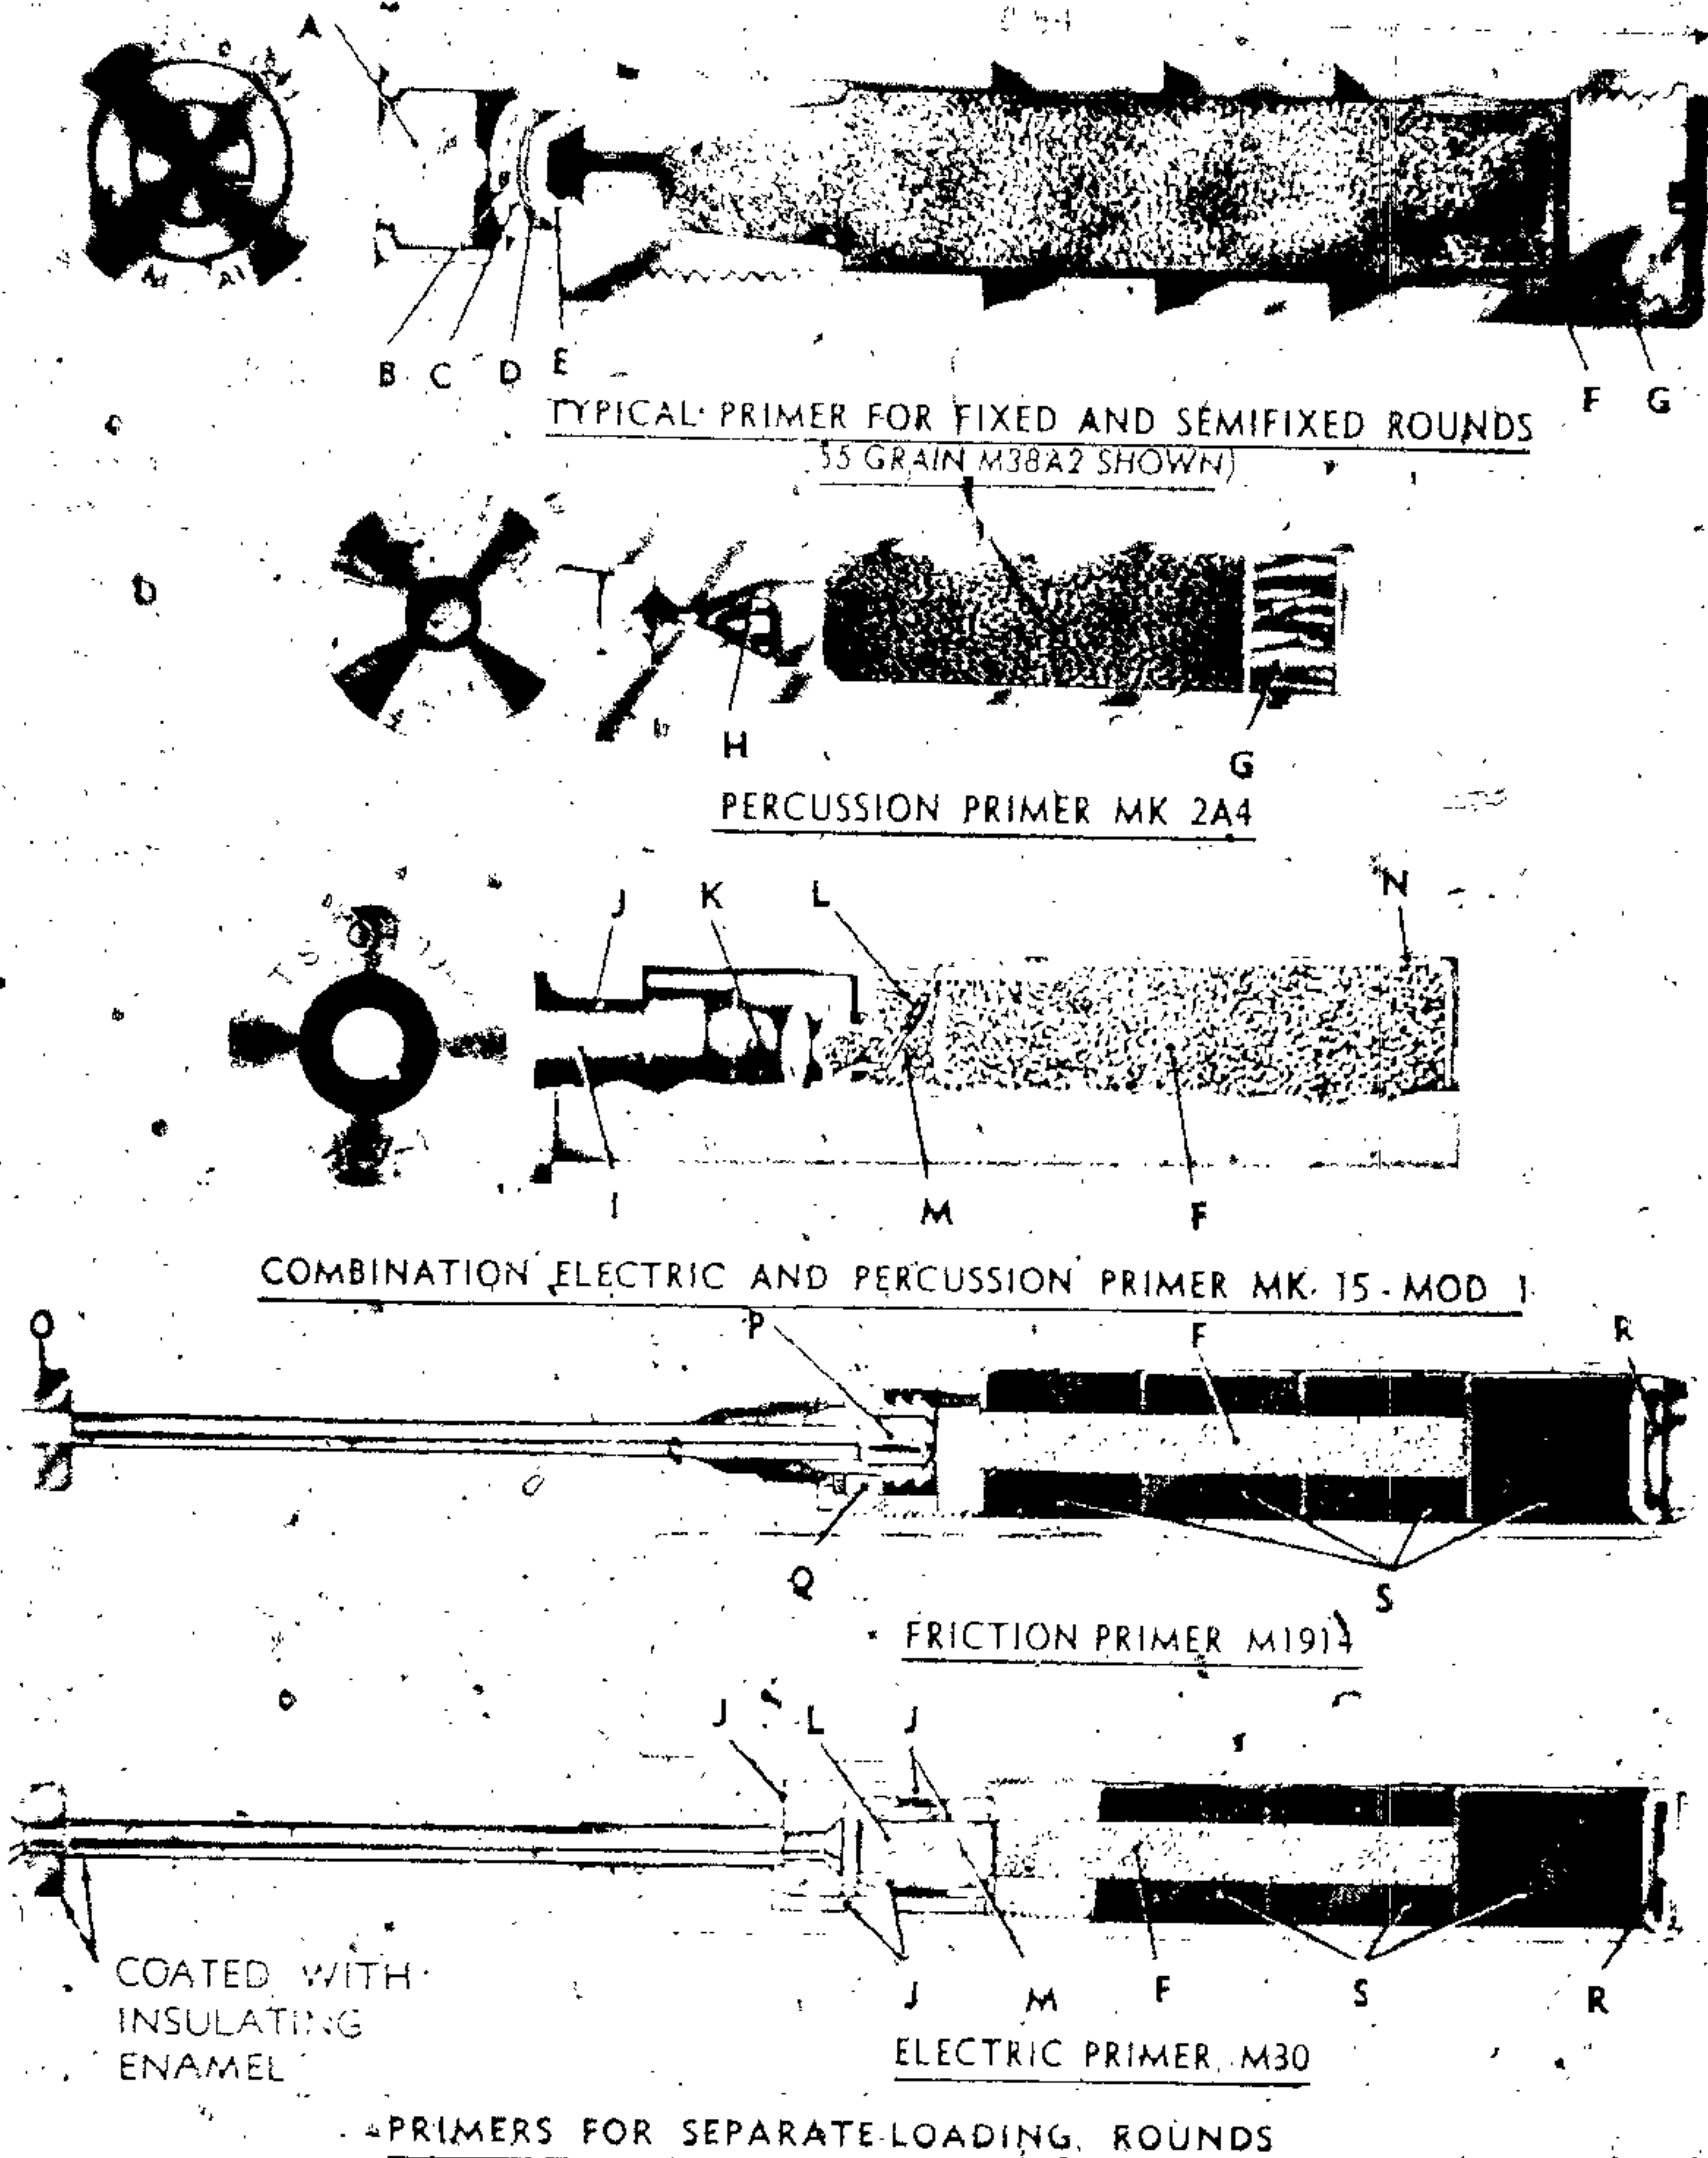 A
B C D E
F G
TYPICAL PRIMER FOR FIXED AND SEMIFIXED ROUNDS
55 GRAIN M38A2 SHOWN)
H
G
PERCUSSION PRIMER MK 2A4
J K L N
I M F
COMBINATION ELECTRIC AND PERCUSSION PRIMER MK 15 - MOD 1
O P F R
Q S
FRICTION PRIMER M1914
J L J
COATED WITH
INSULATING
ENAMEL
J M F S R
ELECTRIC PRIMER M30
PRIMERS FOR SEPARATE-LOADING ROUNDS